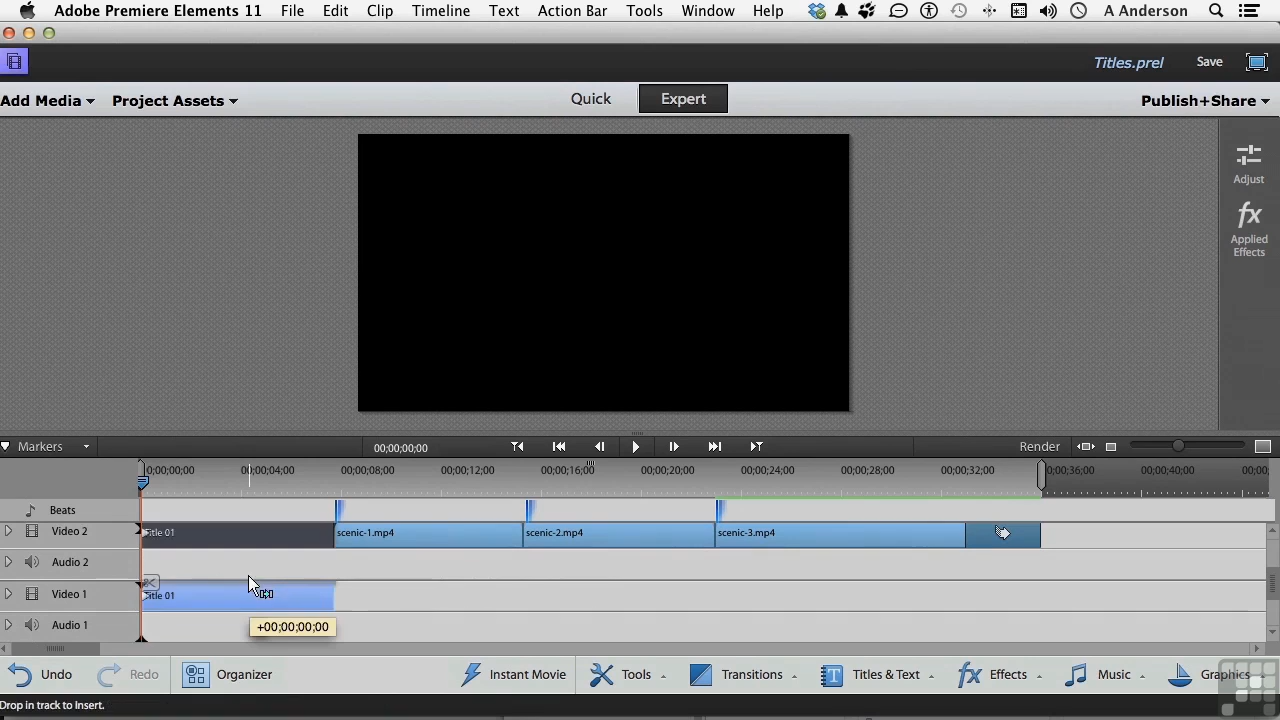 Adobe Premiere Elements 11 File Edit Clip Timeline Text Action Bar Tools Window Help A Anderson
Titles.prel Save
Add Media Project Assets Quick Expert Publish+Share
Adjust
fx
Applied
Effects
Markers 00;00;00;00 Render
0;00;00;00 00;00;04;00 00;00;08;00 00;00;12;00 00;00;16;00 00;00;20;00 00;00;24;00 00;00;28;00 00;00;32;00 0;00;36;00 00;00;40;00 00;00;
Beats
Video 2 Title 01 scenic-1.mp4 scenic-2.mp4 scenic-3.mp4
Audio 2
Video 1 Title 01
Audio 1 +00;00;00;00
Undo Redo Organizer Instant Movie Tools Transitions T Titles & Text fx Effects Music Graphics
Drop in track to Insert.